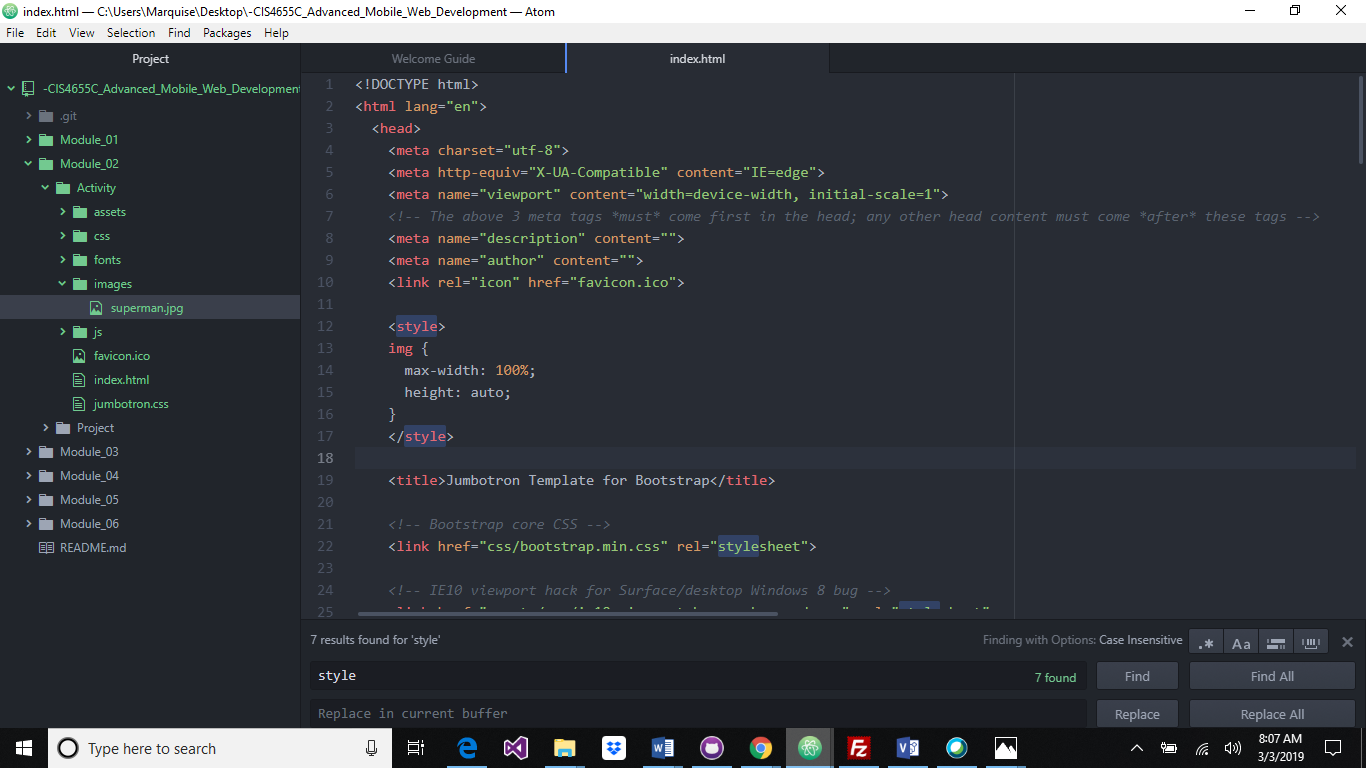 index.html — C:\Users\Marquise\Desktop\-CIS4655C_Advanced_Mobile_Web_Development — Atom
File Edit View Selection Find Packages Help
Project
-CIS4655C_Advanced_Mobile_Web_Development
.git
Module_01
Module_02
Activity
assets
css
fonts
images
superman.jpg
js
favicon.ico
index.html
jumbotron.css
Project
Module_03
Module_04
Module_05
Module_06
README.md
Welcome Guide index.html
1 <!DOCTYPE html>
2 <html lang="en">
3 <head>
4 <meta charset="utf-8">
5 <meta http-equiv="X-UA-Compatible" content="IE=edge">
6 <meta name="viewport" content="width=device-width, initial-scale=1">
7 <!-- The above 3 meta tags *must* come first in the head; any other head content must come *after* these tags -->
8 <meta name="description" content="">
9 <meta name="author" content="">
10 <link rel="icon" href="favicon.ico">
11
12 <style>
13 img {
14 max-width: 100%;
15 height: auto;
16 }
17 </style>
18
19 <title>Jumbotron Template for Bootstrap</title>
20
21 <!-- Bootstrap core CSS -->
22 <link href="css/bootstrap.min.css" rel="stylesheet">
23
24 <!-- IE10 viewport hack for Surface/desktop Windows 8 bug -->
25
7 results found for 'style' Finding with Options: Case Insensitive .* Aa
style 7 found Find Find All
Replace in current buffer Replace Replace All
Type here to search
8:07 AM
3/3/2019